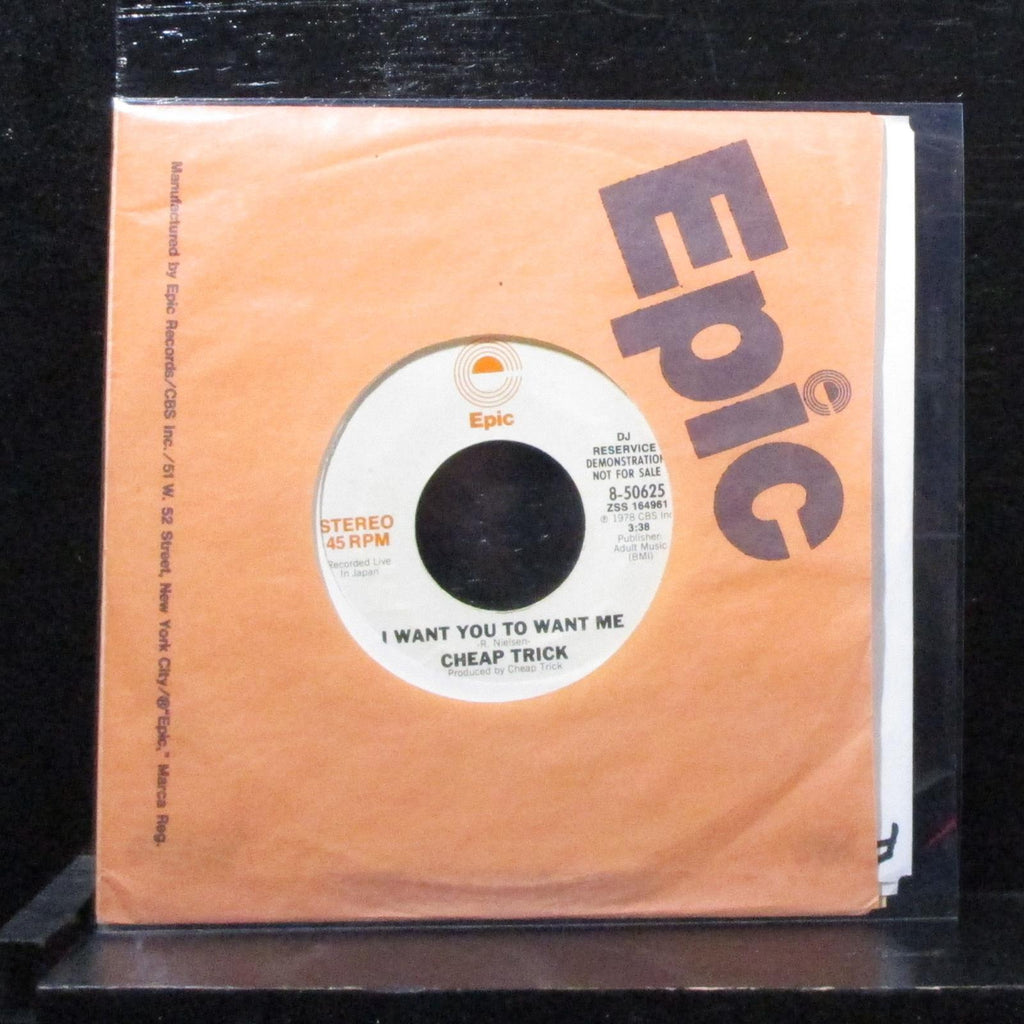 Epic
Manufactured by Epic Records/CBS Inc./51 W. 52 Street, New York City/®"Epic," Marca Reg.
Epic
DJ
RESERVICE
DEMONSTRATION
NOT FOR SALE
8-50625
ZSS 164961
℗ 1978 CBS Inc
3:38
Publisher:
Adult Music
(BMI)
STEREO
45 RPM
Recorded Live
In Japan
I WANT YOU TO WANT ME
-R. Nielsen-
CHEAP TRICK
Produced by Cheap Trick